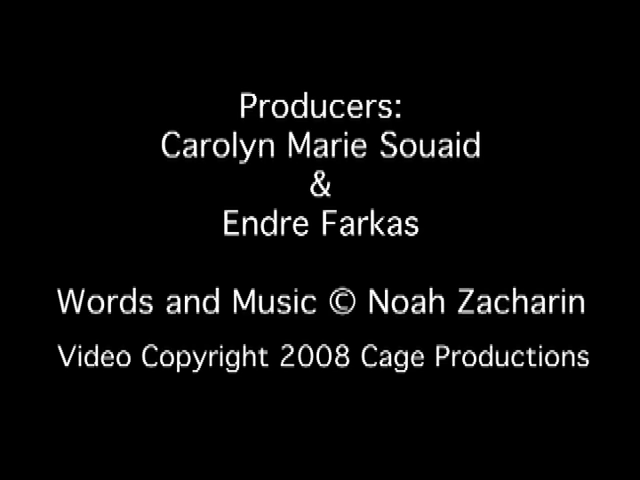 Producers:
Carolyn Marie Souaid
&
Endre Farkas
Words and Music © Noah Zacharin
Video Copyright 2008 Cage Productions